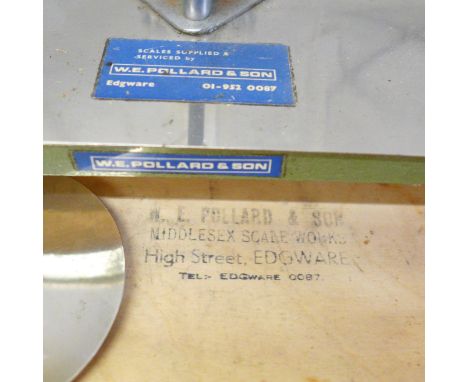 SCALES SUPPLIED &
SERVICED by
W.E. POLLARD & SON
Edgware 01-952 0087
W.E. POLLARD & SON
W. E. POLLARD & SON
MIDDLESEX SCALE WORKS
High Street, EDGWARE
TEL:- EDGWARE 0087.